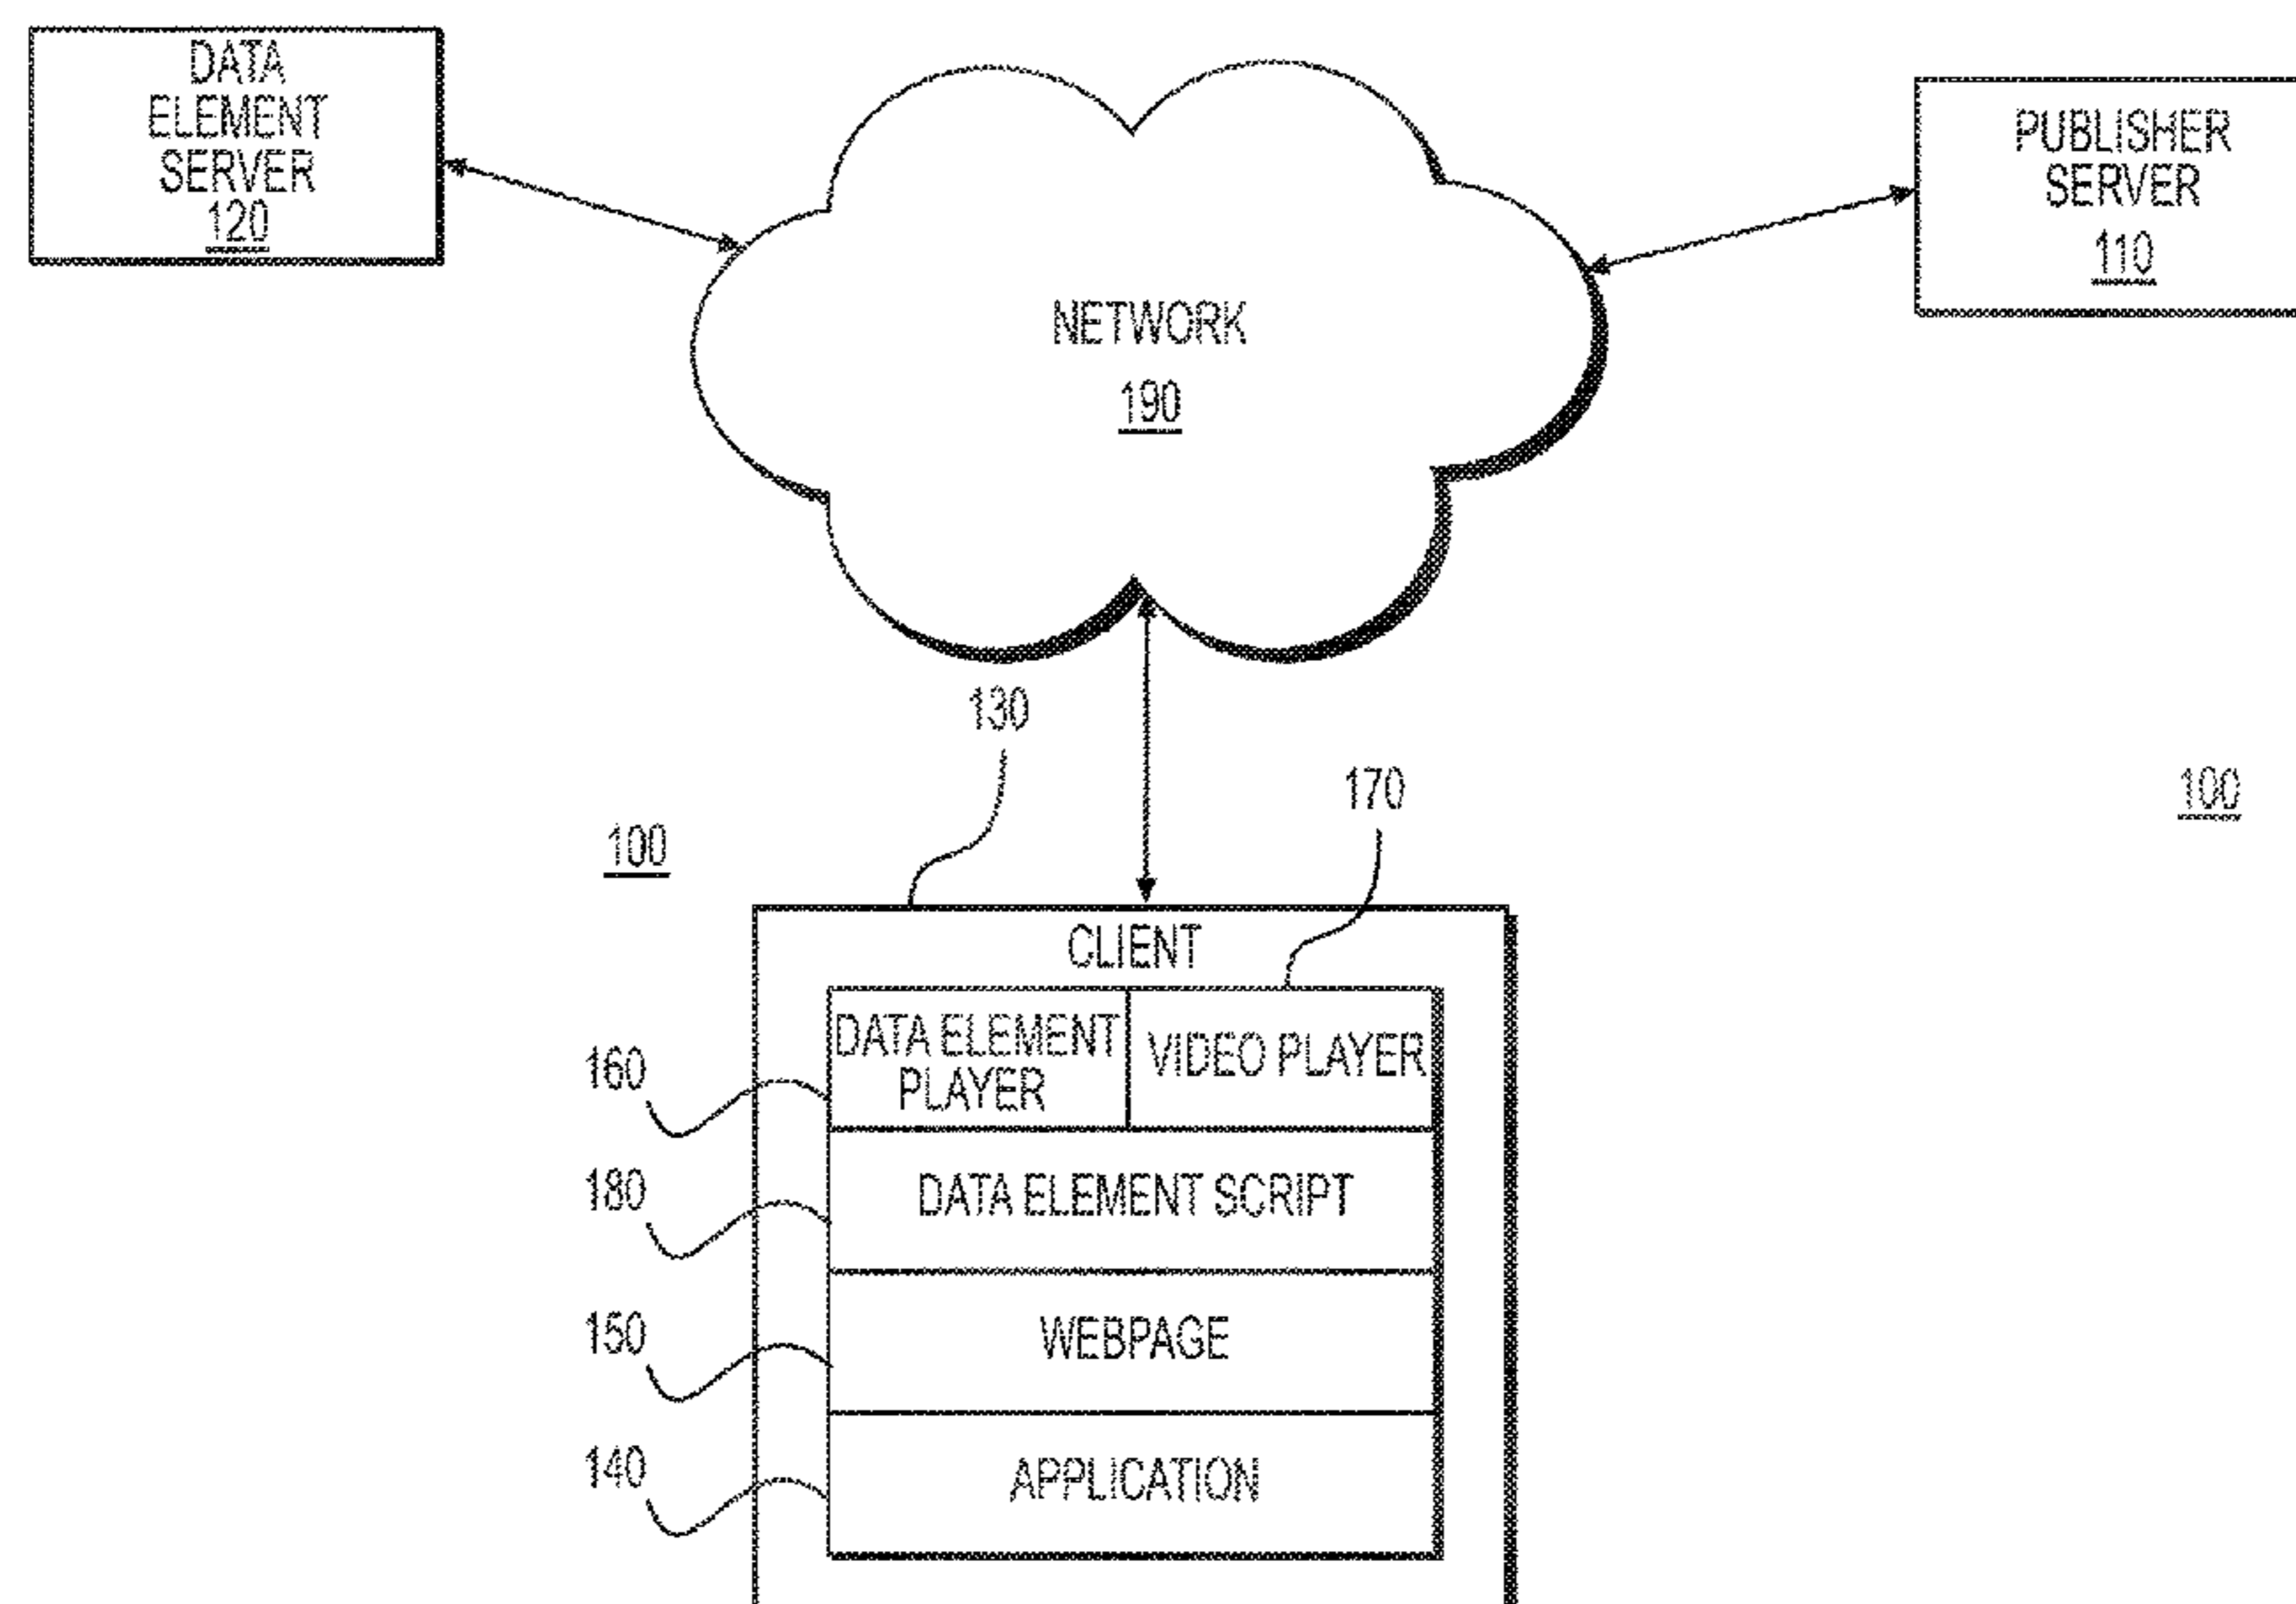 DATA
ELEMENT
SERVER
120
PUBLISHER
SERVER
110
NETWORK
190
130
170
100
100
CLIENT
DATA ELEMENT
PLAYER
VIDEO PLAYER
160
DATA ELEMENT SCRIPT
180
WEBPAGE
150
APPLICATION
140